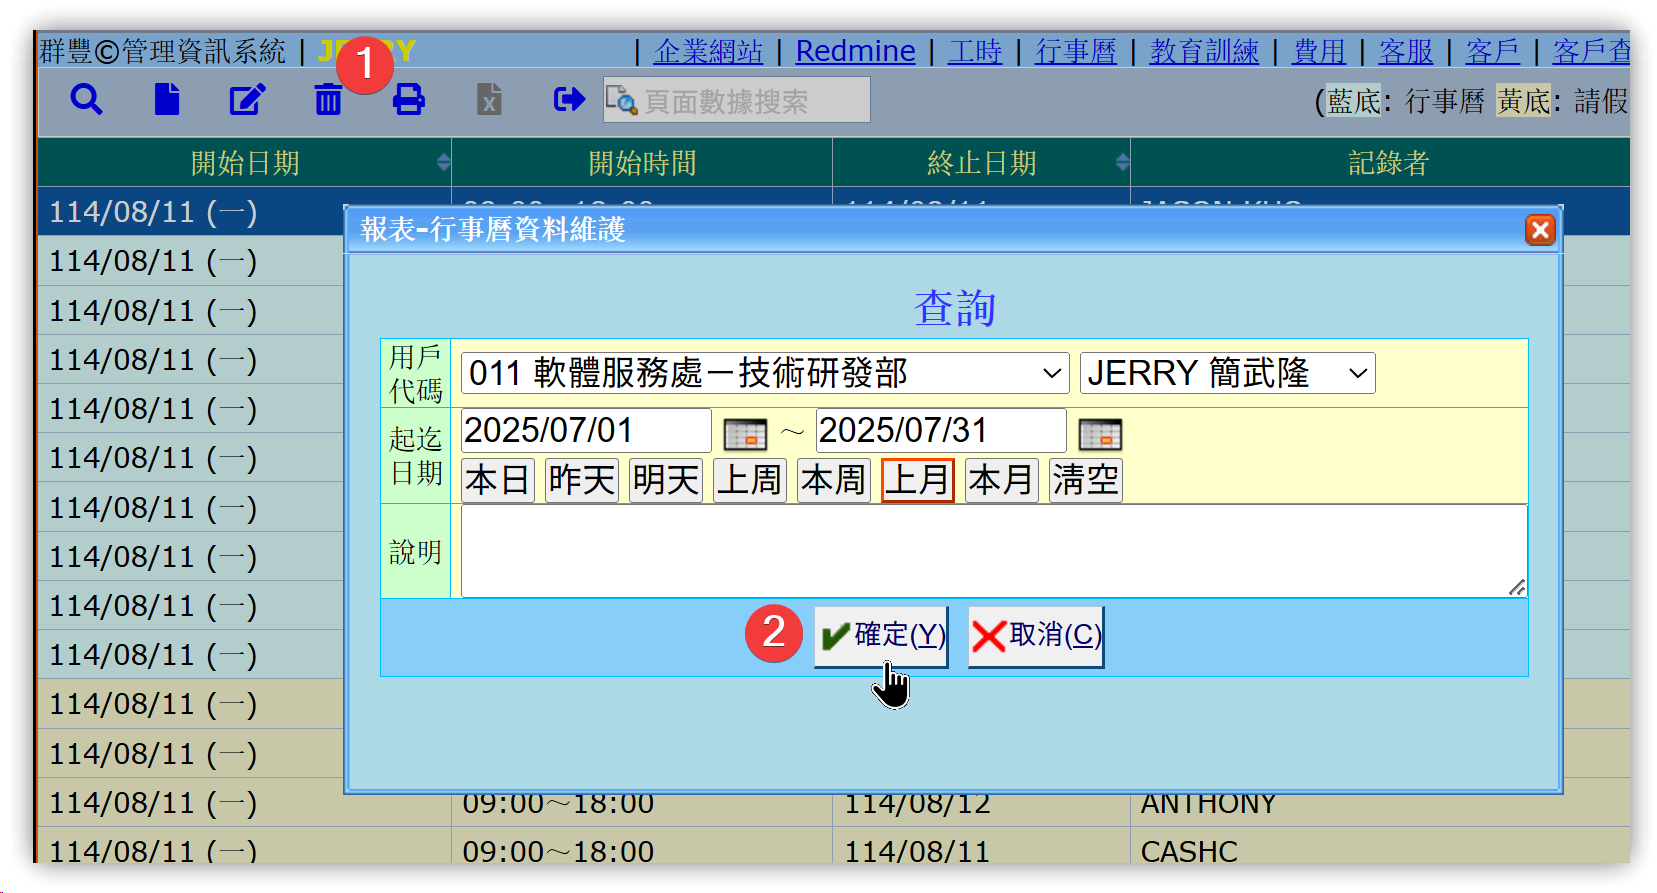 群豐©管理資訊系統 | JERRY | 企業網站 | Redmine | 工時 | 行事曆 | 教育訓練 | 費用 | 客服 | 客戶 | 客戶查
1
頁面數據搜索 (藍底: 行事曆 黃底: 請假
開始日期 開始時間 終止日期 記錄者
114/08/11 (一)
報表-行事曆資料維護
114/08/11 (一)
查詢
114/08/11 (一)
用戶代碼 011 軟體服務處－技術研發部 JERRY 簡武隆
114/08/11 (一)
114/08/11 (一)
起迄日期 2025/07/01 ～ 2025/07/31
114/08/11 (一)
本日 昨天 明天 上周 本周 上月 本月 清空
114/08/11 (一)
說明
114/08/11 (一)
114/08/11 (一)
2 確定(Y) 取消(C)
114/08/11 (一)
114/08/11 (一)
114/08/11 (一)
114/08/11 (一) 09:00～18:00 114/08/12 ANTHONY
114/08/11 (一) 09:00～18:00 114/08/11 CASHC